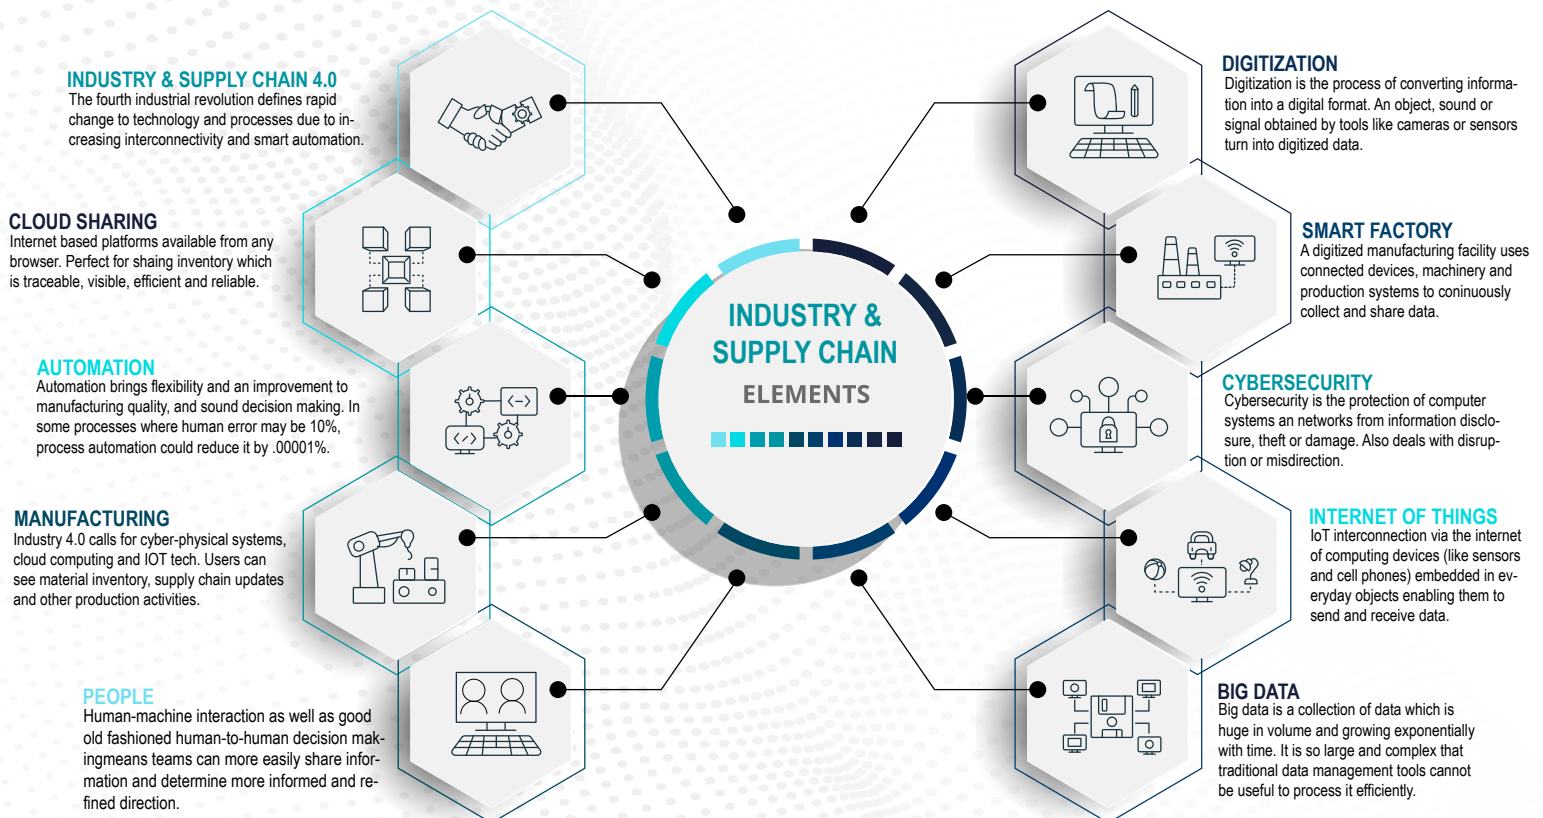 INDUSTRY & SUPPLY CHAIN 4.0
The fourth industrial revolution defines rapid
change to technology and processes due to in-
creasing interconnectivity and smart automation.
CLOUD SHARING
Internet based platforms available from any
browser. Perfect for shaing inventory which
is traceable, visible, efficient and reliable.
AUTOMATION
Automation brings flexibility and an improvement to
manufacturing quality, and sound decision making. In
some processes where human error may be 10%,
process automation could reduce it by .00001%.
MANUFACTURING
Industry 4.0 calls for cyber-physical systems,
cloud computing and IOT tech. Users can
see material inventory, supply chain updates
and other production activities.
PEOPLE
Human-machine interaction as well as good
old fashioned human-to-human decision mak-
ingmeans teams can more easily share infor-
mation and determine more informed and re-
fined direction.
INDUSTRY &
SUPPLY CHAIN
ELEMENTS
DIGITIZATION
Digitization is the process of converting informa-
tion into a digital format. An object, sound or
signal obtained by tools like cameras or sensors
turn into digitized data.
SMART FACTORY
A digitized manufacturing facility uses
connected devices, machinery and
production systems to coninuously
collect and share data.
CYBERSECURITY
Cybersecurity is the protection of computer
systems an networks from information disclo-
sure, theft or damage. Also deals with disrup-
tion or misdirection.
INTERNET OF THINGS
IoT interconnection via the internet
of computing devices (like sensors
and cell phones) embedded in ev-
eryday objects enabling them to
send and receive data.
BIG DATA
Big data is a collection of data which is
huge in volume and growing exponentially
with time. It is so large and complex that
traditional data management tools cannot
be useful to process it efficiently.